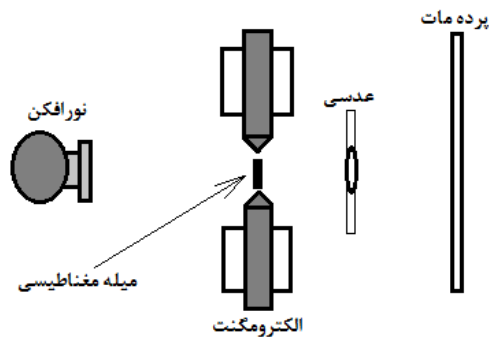 پرده مات
عدسی
نورافکن
میله مغناطیسی
الکترومگنت